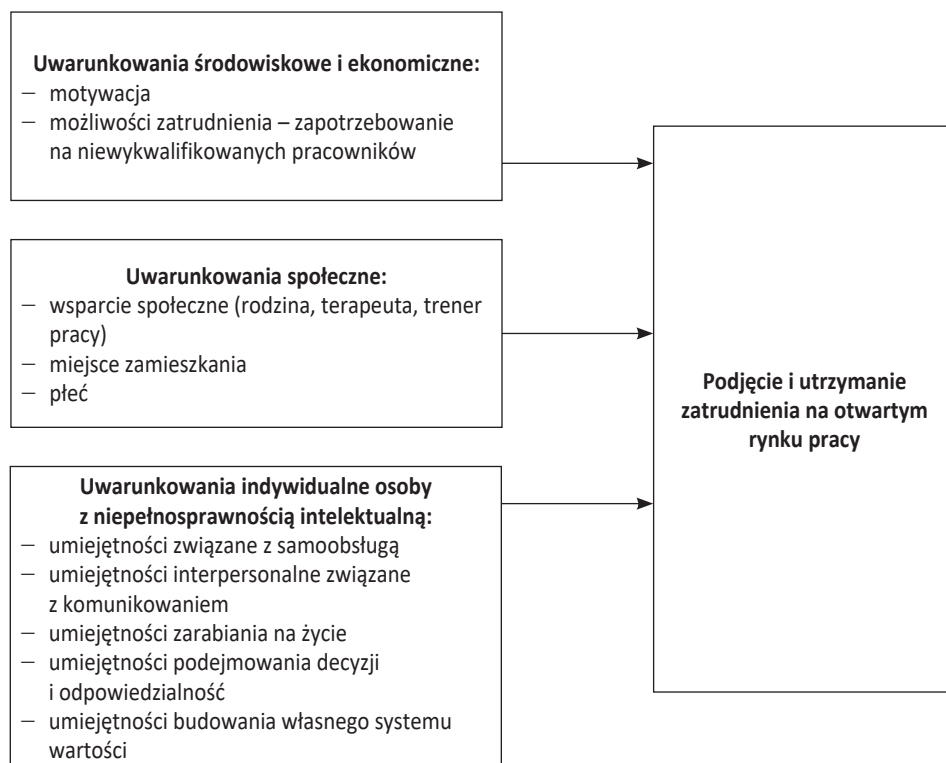 Uwarunkowania środowiskowe i ekonomiczne:
– motywacja
– możliwości zatrudnienia – zapotrzebowanie
na niewykwalifikowanych pracowników
Uwarunkowania społeczne:
– wsparcie społeczne (rodzina, terapeuta, trener
pracy)
– miejsce zamieszkania
– płeć
Uwarunkowania indywidualne osoby
z niepełnosprawnością intelektualną:
– umiejętności związane z samoobsługą
– umiejętności interpersonalne związane
z komunikowaniem
– umiejętności zarabiania na życie
– umiejętności podejmowania decyzji
i odpowiedzialność
– umiejętności budowania własnego systemu
wartości
Podjęcie i utrzymanie
zatrudnienia na otwartym
rynku pracy